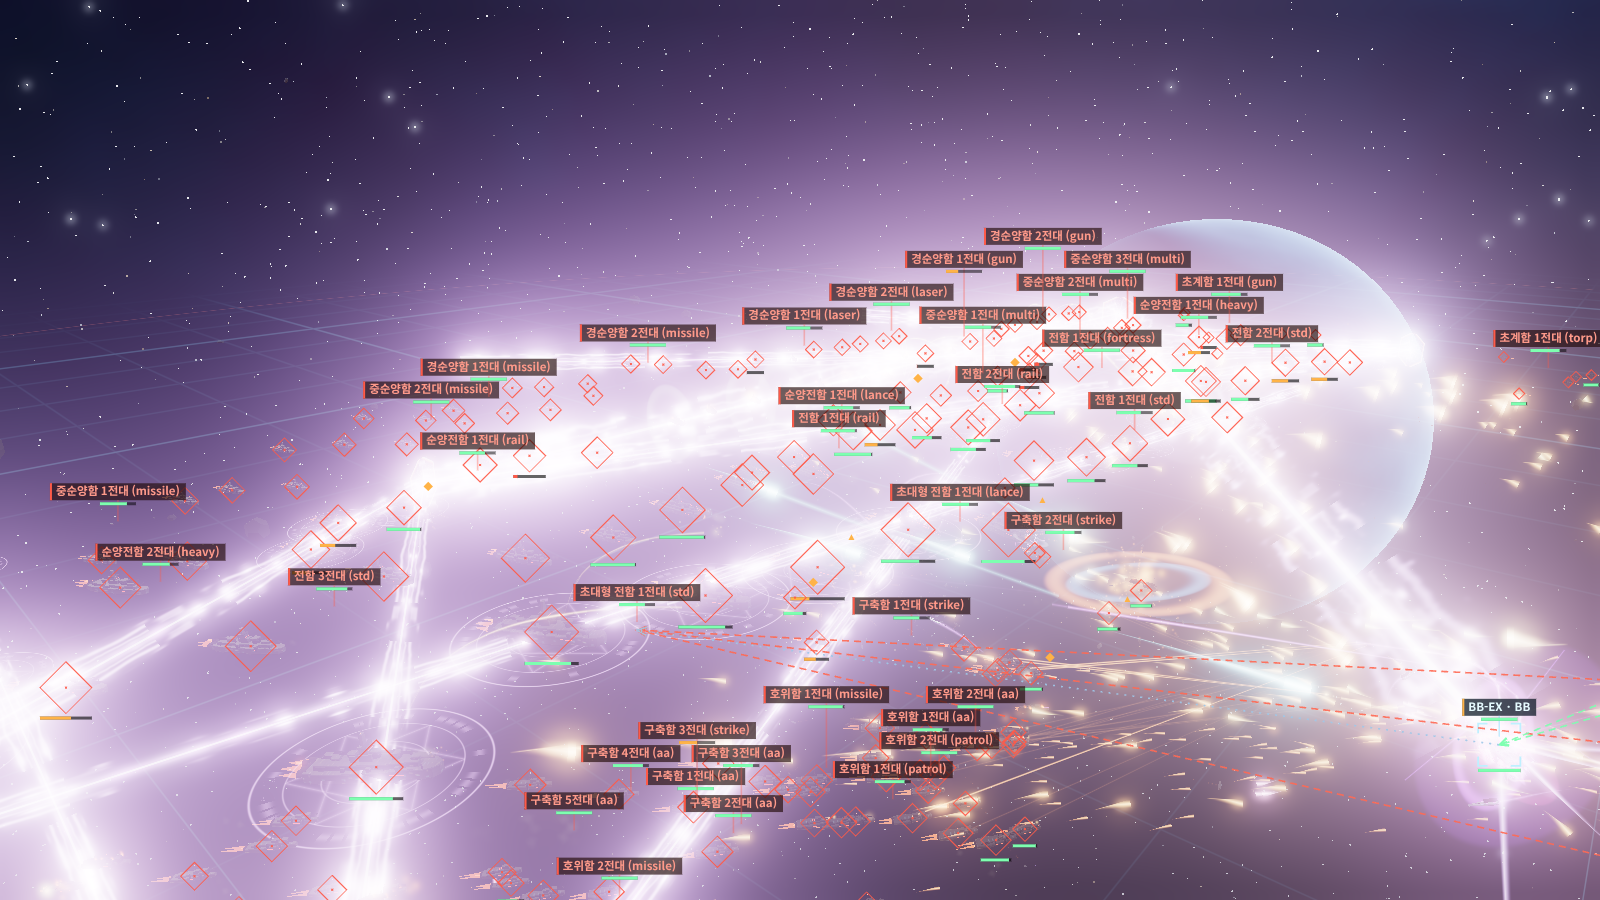 경순양함 2전대 (gun)
경순양함 1전대 (gun)
중순양함 3전대 (multi)
중순양함 2전대 (multi)
초계함 1전대 (gun)
경순양함 2전대 (laser)
순양전함 1전대 (heavy)
경순양함 1전대 (laser)
중순양함 1전대 (multi)
경순양함 2전대 (missile)
전함 2전대 (std)
전함 1전대 (fortress)
초계함 1전대 (torp)
경순양함 1전대 (missile)
전함 2전대 (rail)
중순양함 2전대 (missile)
순양전함 1전대 (lance)
전함 1전대 (std)
전함 1전대 (rail)
순양전함 1전대 (rail)
중순양함 1전대 (missile)
초대형 전함 1전대 (lance)
구축함 2전대 (strike)
순양전함 2전대 (heavy)
전함 3전대 (std)
초대형 전함 1전대 (std)
구축함 1전대 (strike)
호위함 1전대 (missile)
호위함 2전대 (aa)
BB-EX · BB
호위함 1전대 (aa)
구축함 3전대 (strike)
호위함 2전대 (patrol)
구축함 4전대 (aa)
구축함 3전대 (aa)
호위함 1전대 (patrol)
구축함 1전대 (aa)
구축함 5전대 (aa)
구축함 2전대 (aa)
호위함 2전대 (missile)